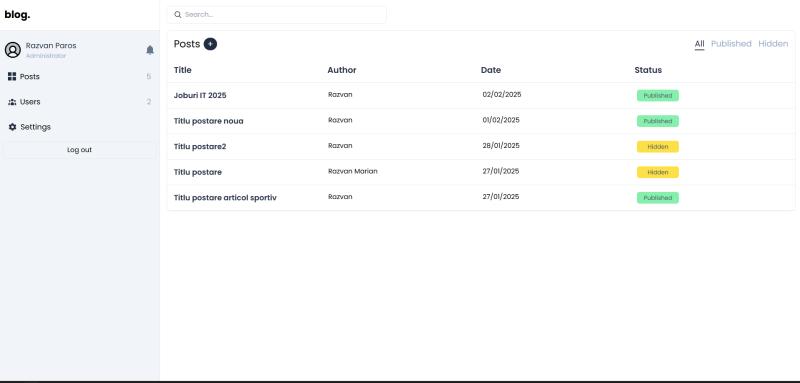 blog.
Search...
Razvan Paros
Administrator
Posts 5
Users 2
Settings
Log out
Posts +
All Published Hidden
Title Author Date Status
Joburi IT 2025 Razvan 02/02/2025 Published
Titlu postare noua Razvan 01/02/2025 Published
Titlu postare2 Razvan 28/01/2025 Hidden
Titlu postare Razvan Marian 27/01/2025 Hidden
Titlu postare articol sportiv Razvan 27/01/2025 Published